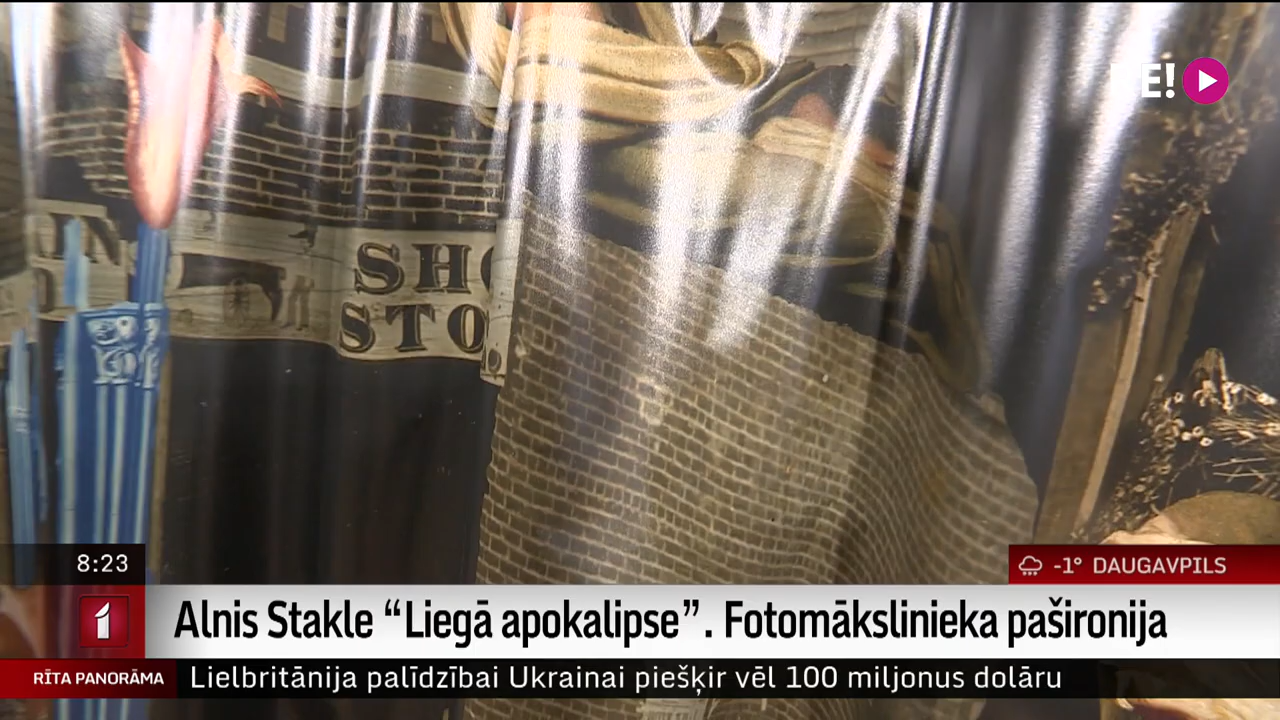 E!
SH
STO
8:23
-1° DAUGAVPILS
1
Alnis Stakle “Liegā apokalipse”. Fotomākslinieka pašironija
RĪTA PANORĀMA
Lielbritānija palīdzībai Ukrainai piešķir vēl 100 miljonus dolāru